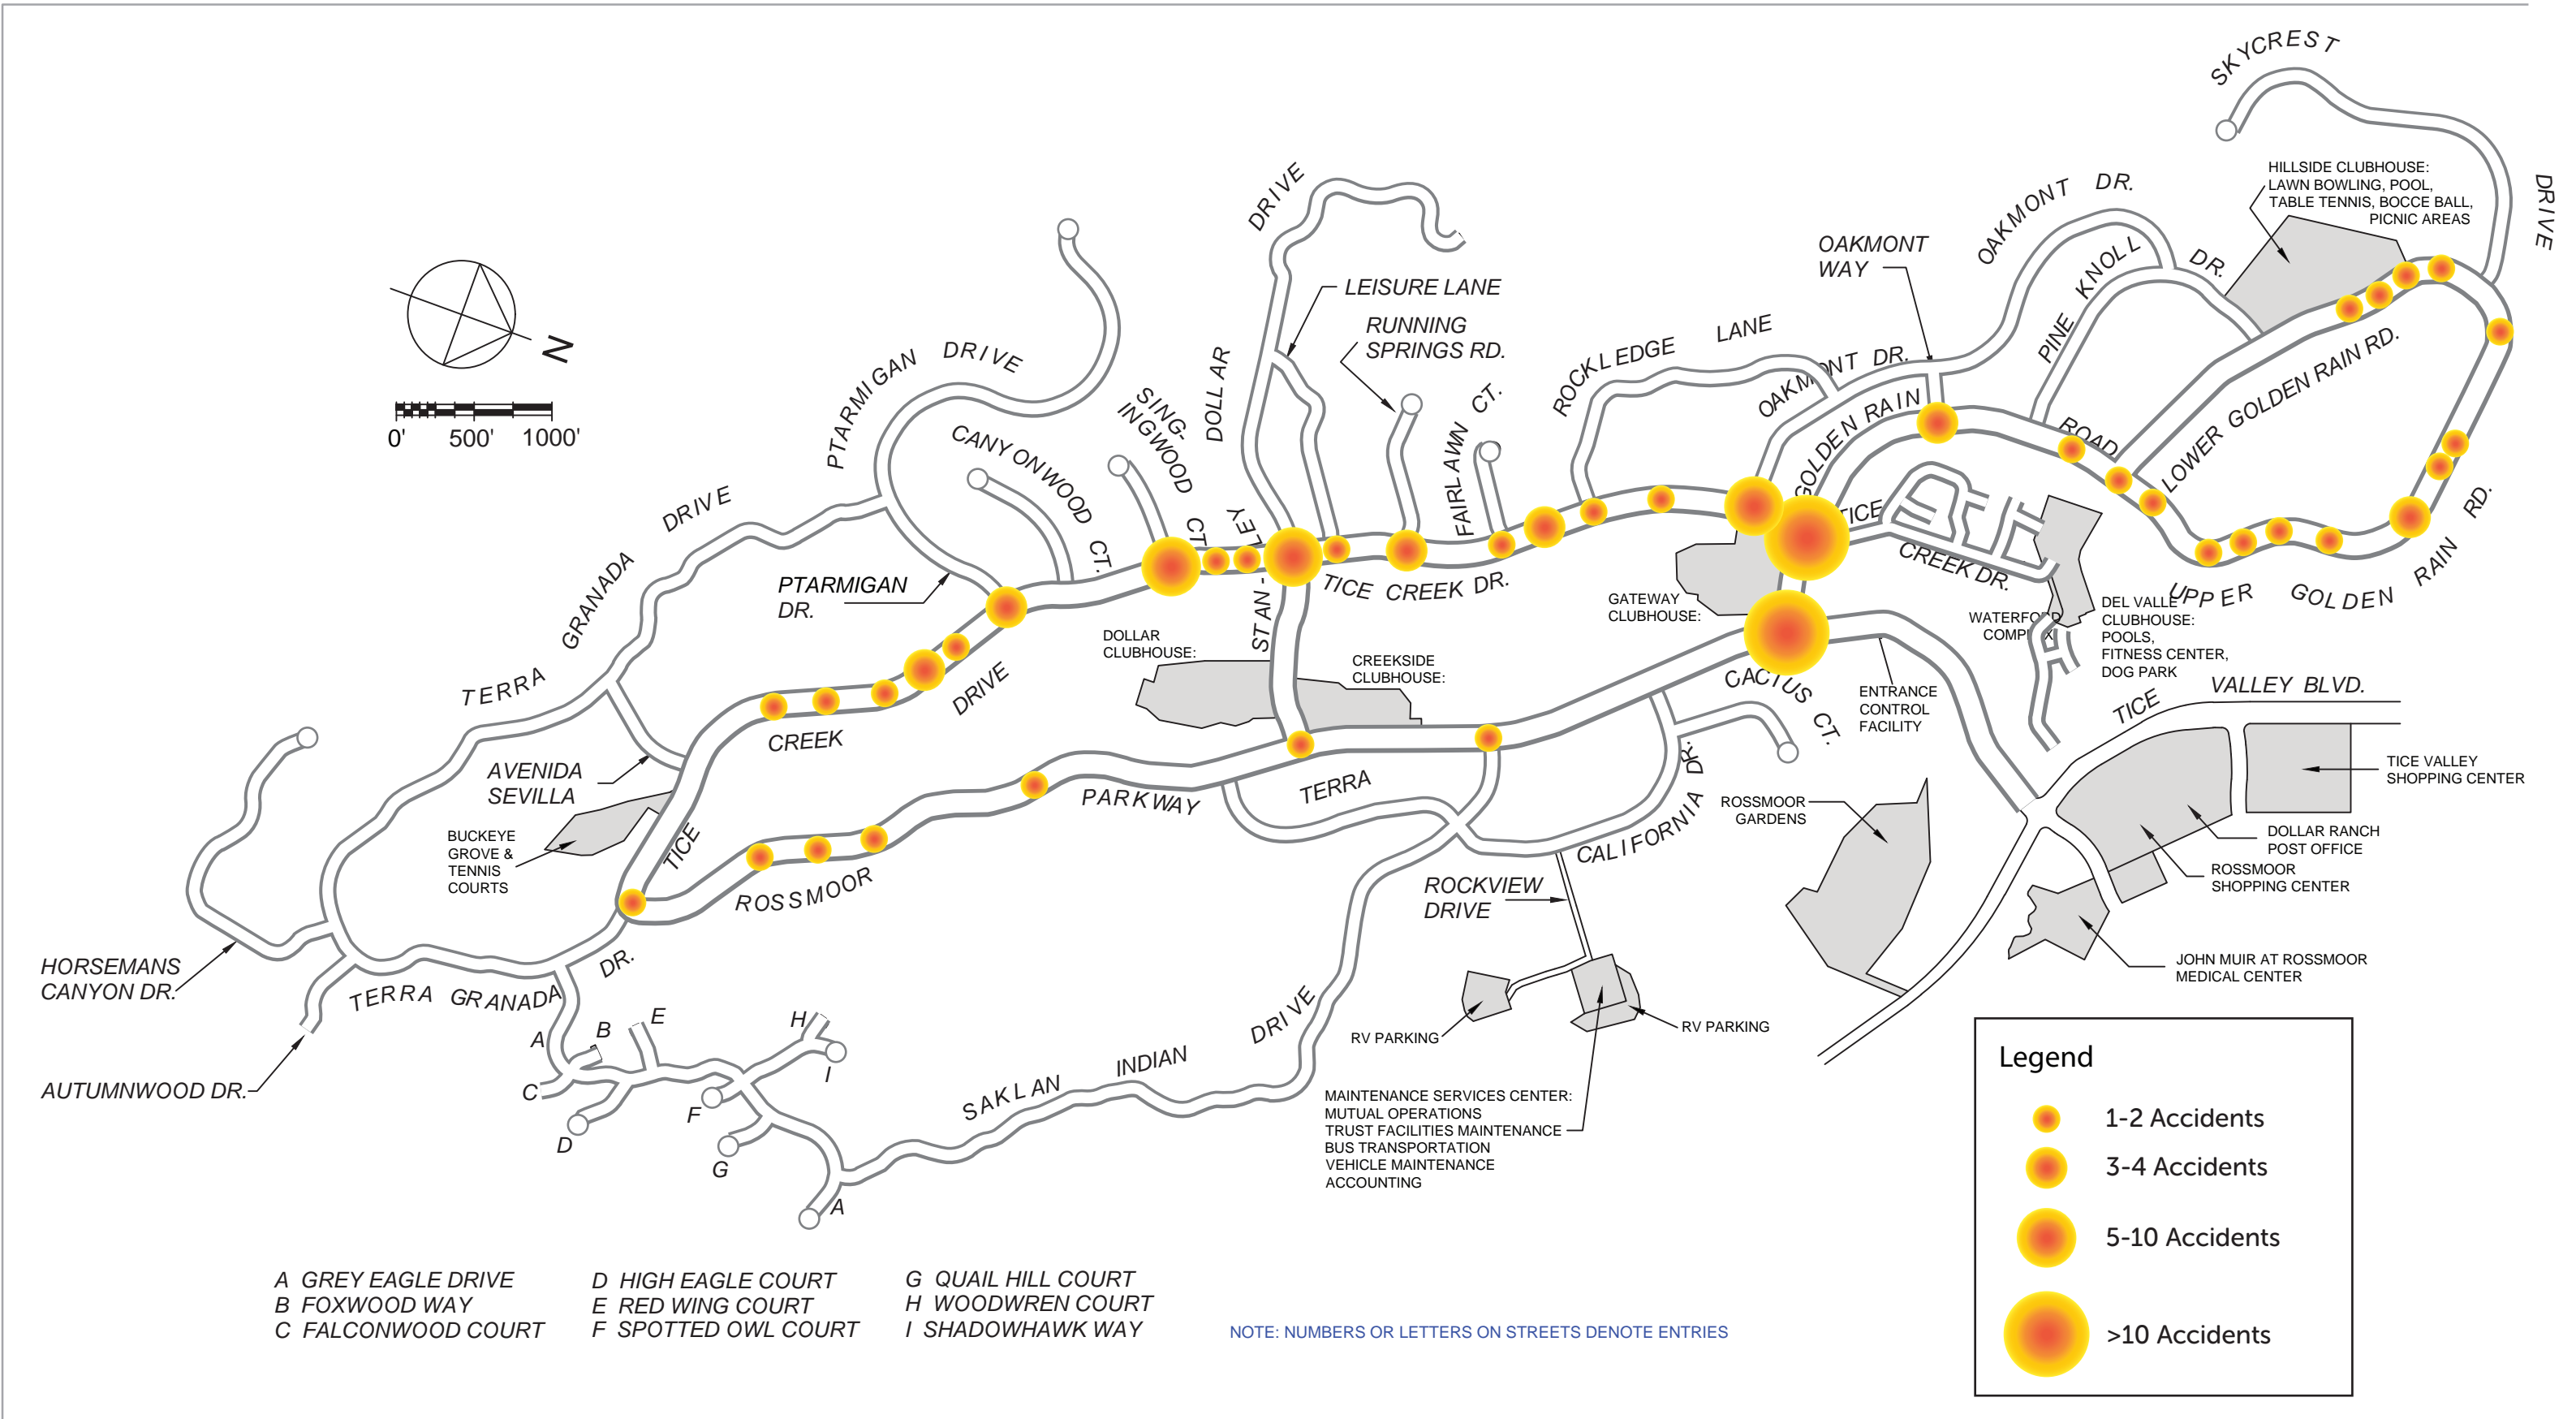 SKYCREST
DRIVE
HILLSIDE CLUBHOUSE:
LAWN BOWLING, POOL,
TABLE TENNIS, BOCCE BALL,
PICNIC AREAS
OAKMONT DR.
OAKMONT
WAY
PINE KNOLL DR.
DRIVE
LEISURE LANE
RUNNING
SPRINGS RD.
DOLLAR
ROCKLEDGE LANE
OAKMONT DR.
GOLDEN RAIN
ROAD
LOWER GOLDEN RAIN RD.
N
0' 500' 1000'
PTARMIGAN DRIVE
CANYONWOOD CT.
SING-
INGWOOD
CT.
FAIRLAWN CT.
STAN-
LEY
TICE CREEK DR.
TICE
CREEK DR.
UPPER GOLDEN RAIN RD.
TERRA GRANADA DRIVE
PTARMIGAN
DR.
DOLLAR
CLUBHOUSE:
CREEKSIDE
CLUBHOUSE:
GATEWAY
CLUBHOUSE:
WATERFORD
COMPLEX
DEL VALLE
CLUBHOUSE:
POOLS,
FITNESS CENTER,
DOG PARK
CACTUS CT.
ENTRANCE
CONTROL
FACILITY
TICE VALLEY BLVD.
TICE VALLEY
SHOPPING CENTER
TICE CREEK DRIVE
AVENIDA
SEVILLA
BUCKEYE
GROVE &
TENNIS
COURTS
ROSSMOOR PARKWAY
TERRA
CALIFORNIA DR.
ROSSMOOR
GARDENS
DOLLAR RANCH
POST OFFICE
ROSSMOOR
SHOPPING CENTER
JOHN MUIR AT ROSSMOOR
MEDICAL CENTER
ROCKVIEW
DRIVE
HORSEMANS
CANYON DR.
TERRA GRANADA DR.
AUTUMNWOOD DR.
A
B
E
H
C
D
F
I
G
A
SAKLAN INDIAN DRIVE
RV PARKING
RV PARKING
MAINTENANCE SERVICES CENTER:
MUTUAL OPERATIONS
TRUST FACILITIES MAINTENANCE
BUS TRANSPORTATION
VEHICLE MAINTENANCE
ACCOUNTING
Legend
1-2 Accidents
3-4 Accidents
5-10 Accidents
>10 Accidents
A GREY EAGLE DRIVE
B FOXWOOD WAY
C FALCONWOOD COURT
D HIGH EAGLE COURT
E RED WING COURT
F SPOTTED OWL COURT
G QUAIL HILL COURT
H WOODWREN COURT
I SHADOWHAWK WAY
NOTE: NUMBERS OR LETTERS ON STREETS DENOTE ENTRIES